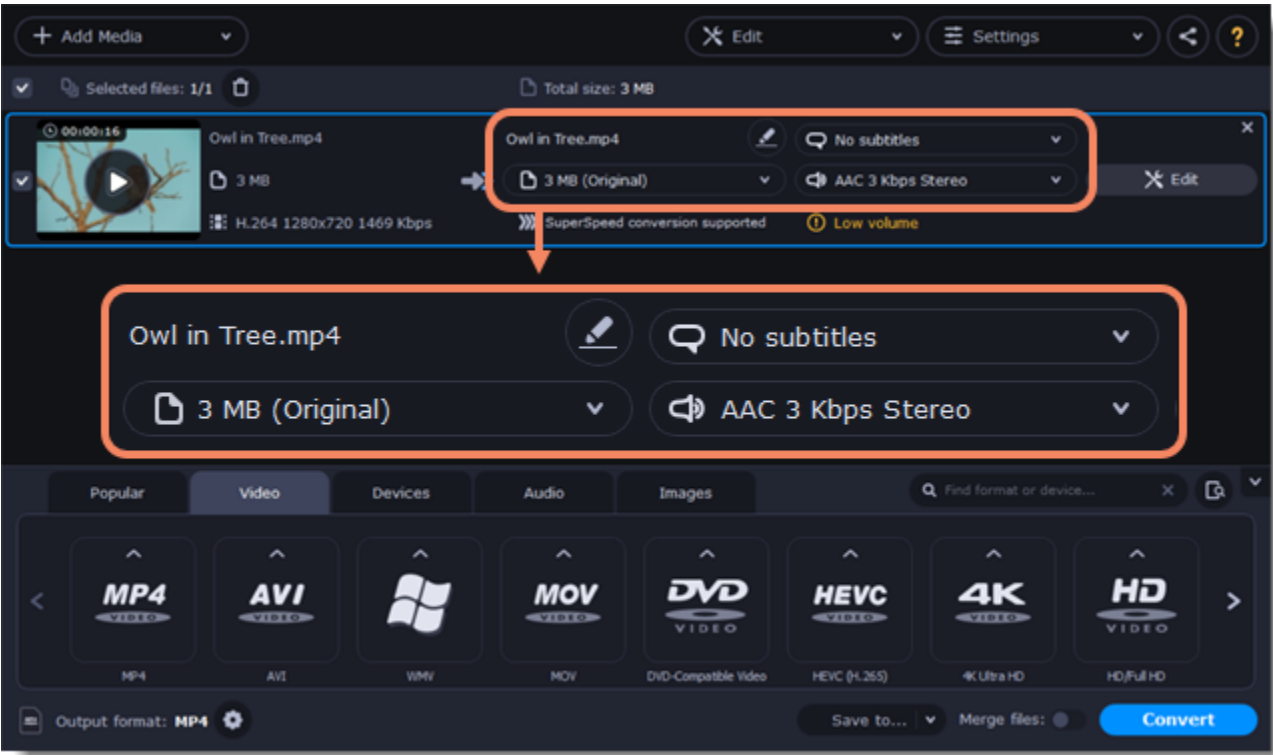 Add Media
Edit
Settings
?
Selected files: 1/1
Total size: 3 MB
00:00:16
Owl in Tree.mp4
3 MB
H.264 1280x720 1469 Kbps
Owl in Tree.mp4
No subtitles
3 MB (Original)
AAC 3 Kbps Stereo
SuperSpeed conversion supported
Low volume
Edit
Owl in Tree.mp4
No subtitles
3 MB (Original)
AAC 3 Kbps Stereo
Popular
Video
Devices
Audio
Images
Find format or device...
MP4
VIDEO
MP4
AVI
VIDEO
AVI
WMV
MOV
VIDEO
MOV
DVD
VIDEO
DVD-Compatible Video
HEVC
VIDEO
HEVC (H.265)
4K
VIDEO
4K Ultra HD
HD
VIDEO
HD/Full HD
Output format: MP4
Save to...
Merge files:
Convert